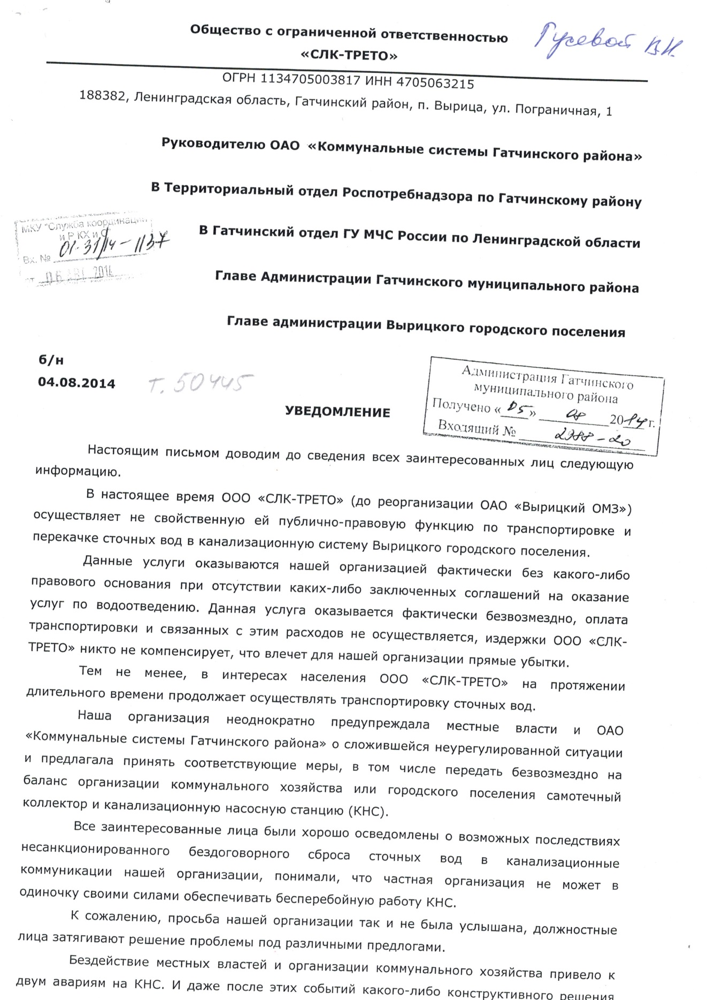 Гусевой В.И.
Общество с ограниченной ответственностью
«СЛК-ТРЕТО»
ОГРН 1134705003817 ИНН 4705063215
188382, Ленинградская область, Гатчинский район, п. Вырица, ул. Пограничная, 1
Руководителю ОАО «Коммунальные системы Гатчинского района»
В Территориальный отдел Роспотребнадзора по Гатчинскому району
МКУ "Служба координации
и Р КХ и С
Вх. № 01-31/14-1137
от 06 АВГ 2014
В Гатчинский отдел ГУ МЧС России по Ленинградской области
Главе Администрации Гатчинского муниципального района
Главе администрации Вырицкого городского поселения
б/н
04.08.2014
т. 50445
Администрация Гатчинского
муниципального района
Получено «05» 08 2014 г.
Входящий № 2988-20
УВЕДОМЛЕНИЕ
Настоящим письмом доводим до сведения всех заинтересованных лиц следующую
информацию.
В настоящее время ООО «СЛК-ТРЕТО» (до реорганизации ОАО «Вырицкий ОМЗ»)
осуществляет не свойственную ей публично-правовую функцию по транспортировке и
перекачке сточных вод в канализационную систему Вырицкого городского поселения.
Данные услуги оказываются нашей организацией фактически без какого-либо
правового основания при отсутствии каких-либо заключенных соглашений на оказание
услуг по водоотведению. Данная услуга оказывается фактически безвозмездно, оплата
транспортировки и связанных с этим расходов не осуществляется, издержки ООО «СЛК-
ТРЕТО» никто не компенсирует, что влечет для нашей организации прямые убытки.
Тем не менее, в интересах населения ООО «СЛК-ТРЕТО» на протяжении
длительного времени продолжает осуществлять транспортировку сточных вод.
Наша организация неоднократно предупреждала местные власти и ОАО
«Коммунальные системы Гатчинского района» о сложившейся неурегулированной ситуации
и предлагала принять соответствующие меры, в том числе передать безвозмездно на
баланс организации коммунального хозяйства или городского поселения самотечный
коллектор и канализационную насосную станцию (КНС).
Все заинтересованные лица были хорошо осведомлены о возможных последствиях
несанкционированного бездоговорного сброса сточных вод в канализационные
коммуникации нашей организации, понимали, что частная организация не может в
одиночку своими силами обеспечивать бесперебойную работу КНС.
К сожалению, просьба нашей организации так и не была услышана, должностные
лица затягивают решение проблемы под различными предлогами.
Бездействие местных властей и организации коммунального хозяйства привело к
двум авариям на КНС. И даже после этих событий какого-либо конструктивного решения